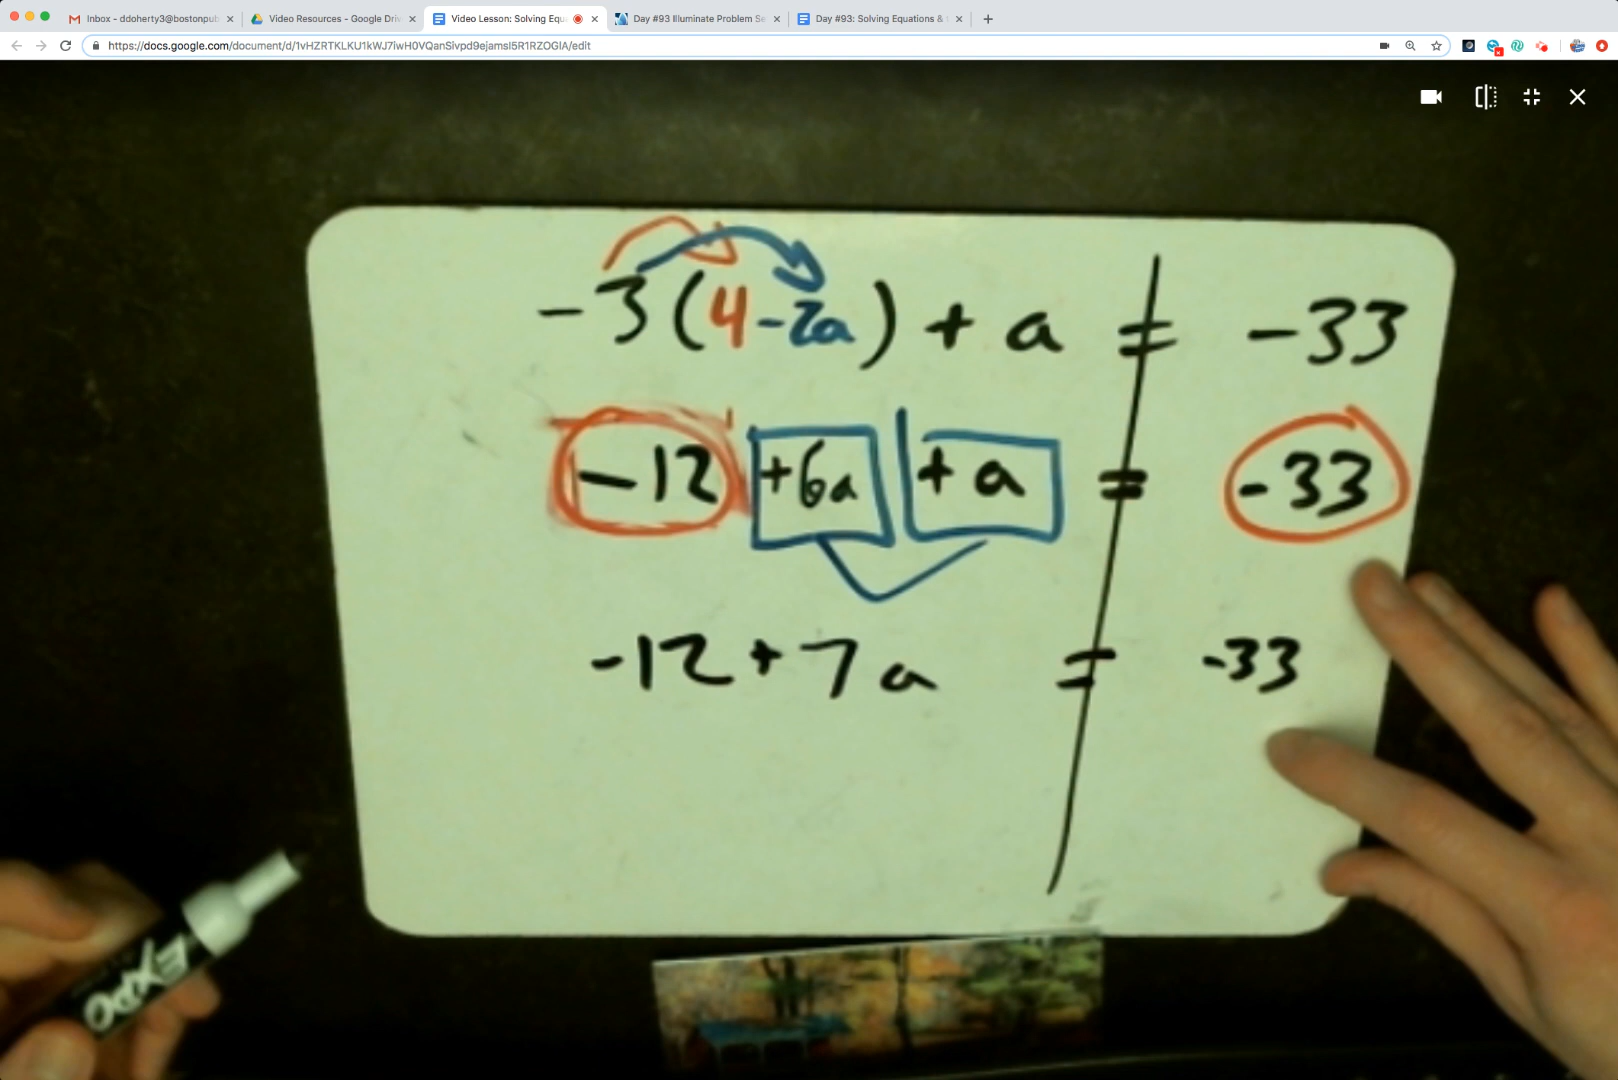 Inbox - ddoherty3@bostonpub
Video Resources - Google Driv
Video Lesson: Solving Equ
Day #93 Illuminate Problem Se
Day #93: Solving Equations &
https://docs.google.com/document/d/1vHZRTKLKU1kWJ7iwH0VQanSivpd9ejamsI5R1RZOGlA/edit
-3(4-2a) + a = -33
-12 +6a + a = -33
-12+7a = -33
EXPO